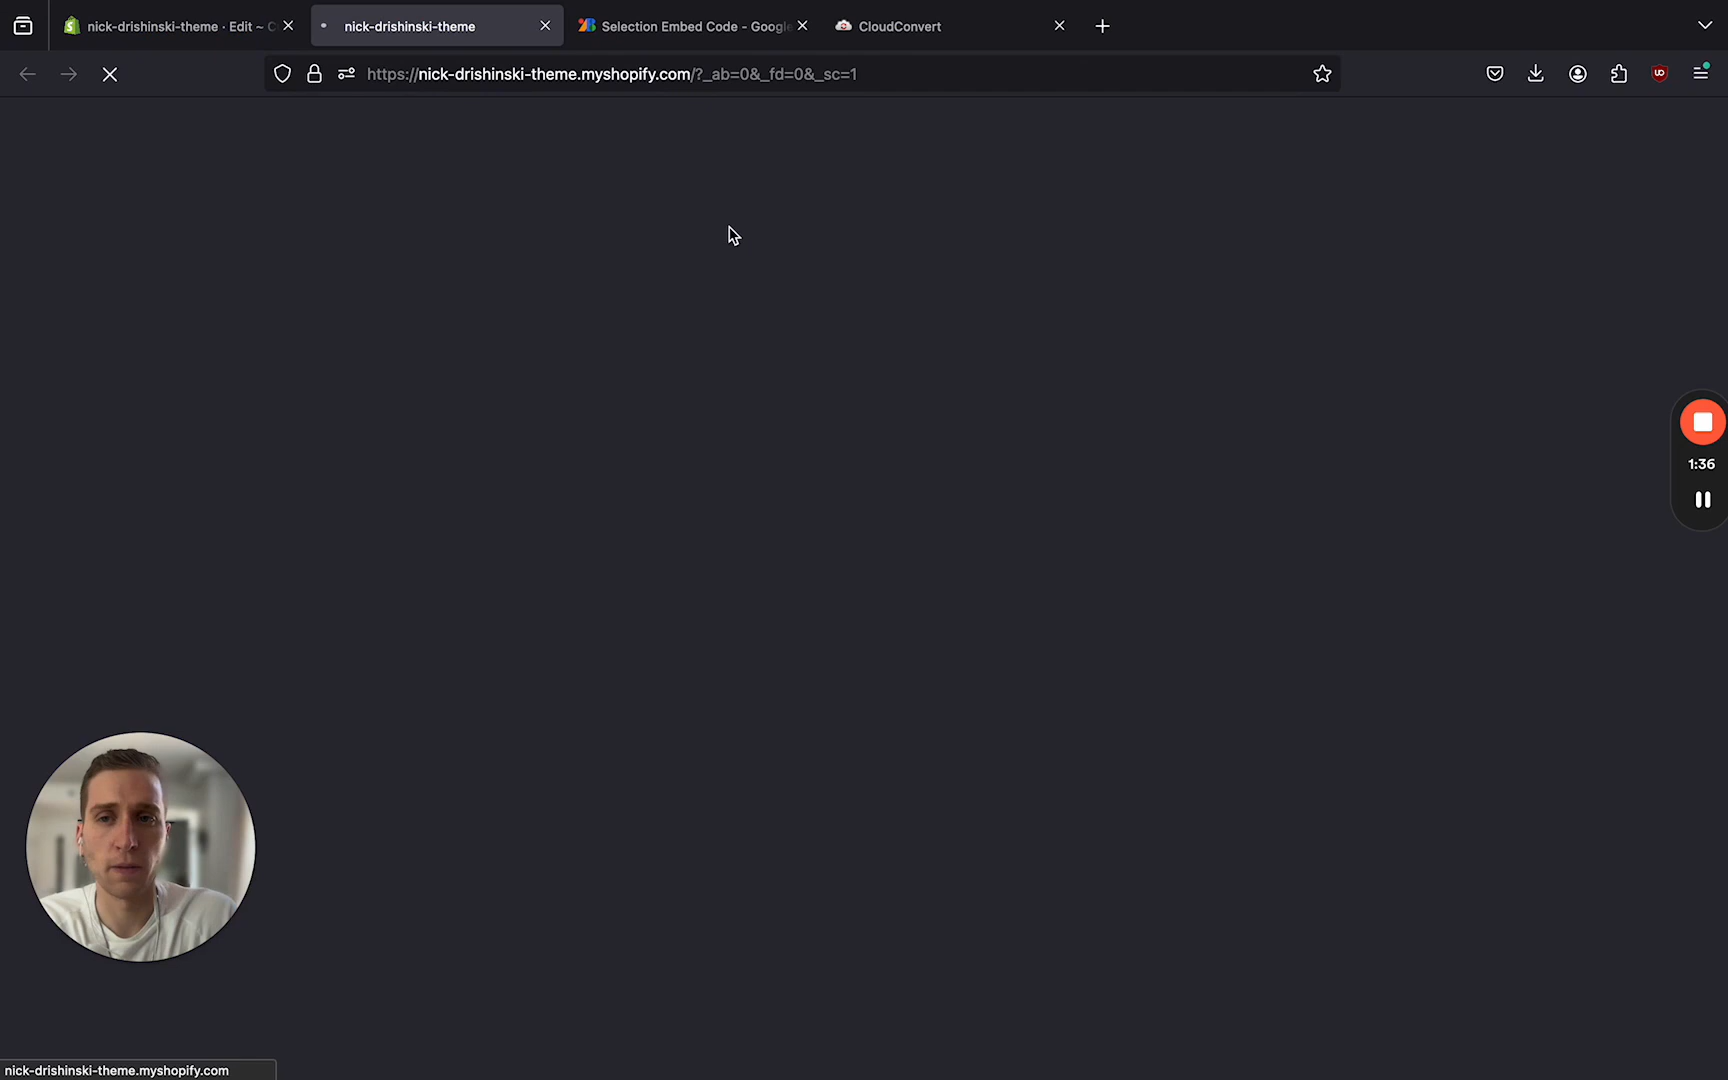 nick-drishinski-theme · Edit ~ C
nick-drishinski-theme
Selection Embed Code - Google
CloudConvert
https://nick-drishinski-theme.myshopify.com/?_ab=0&_fd=0&_sc=1
1:36
nick-drishinski-theme.myshopify.com